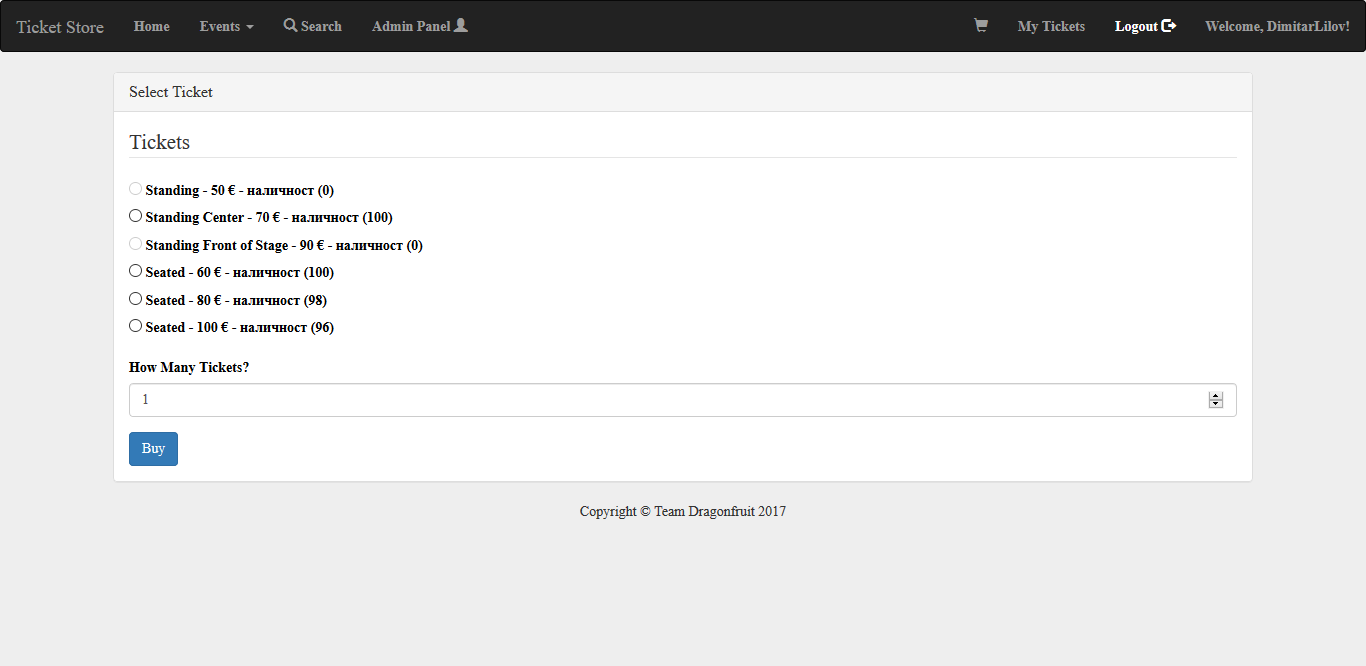 Ticket Store Home Events Search Admin Panel My Tickets Logout Welcome, DimitarLilov!
Select Ticket
Tickets
Standing - 50 € - наличност (0)
Standing Center - 70 € - наличност (100)
Standing Front of Stage - 90 € - наличност (0)
Seated - 60 € - наличност (100)
Seated - 80 € - наличност (98)
Seated - 100 € - наличност (96)
How Many Tickets?
1
Buy
Copyright © Team Dragonfruit 2017